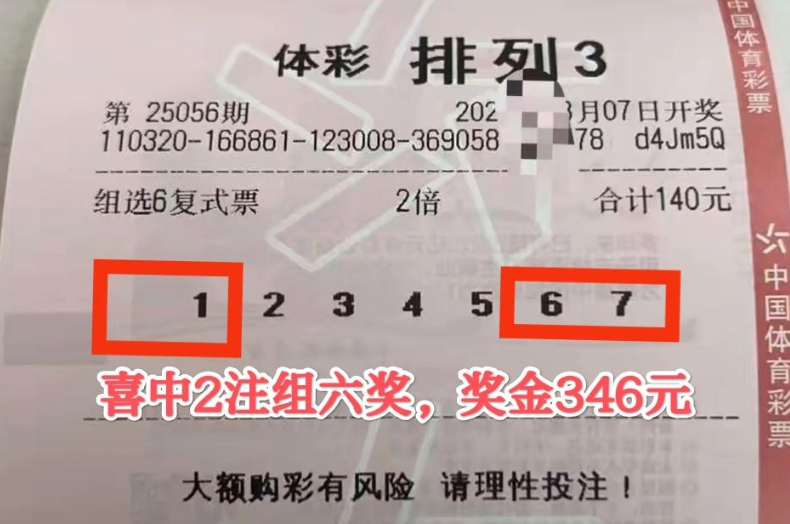 体彩 排列3
第 25056期 202 月07日开奖
110320-166861-123008-369058 78 d4Jm5Q
组选6复式票 2倍 合计140元
1 2 3 4 5 6 7
喜中2注组六奖，奖金346元
大额购彩有风险 请理性投注！
中国体育彩票
中国体育彩票